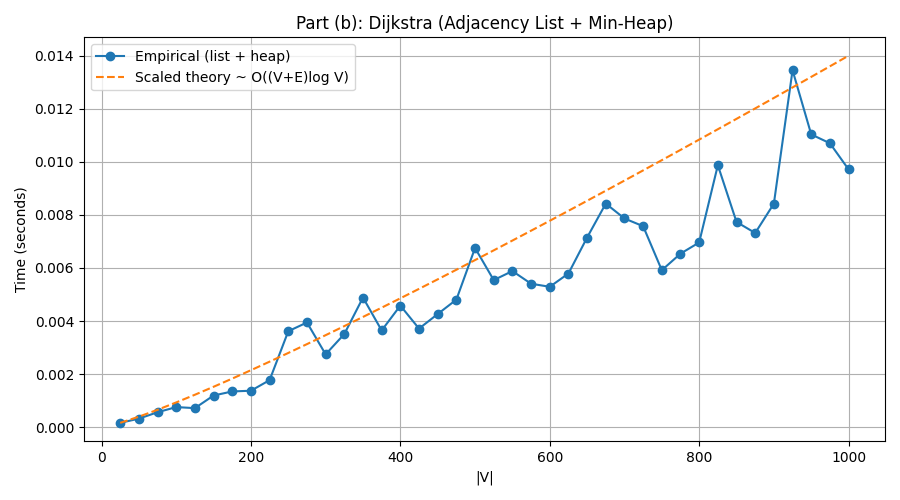 Part (b): Dijkstra (Adjacency List + Min-Heap)
Empirical (list + heap)
Scaled theory ~ O((V+E)log V)
Time (seconds)
0.014
0.012
0.010
0.008
0.006
0.004
0.002
0.000
0
200
400
600
800
1000
|V|